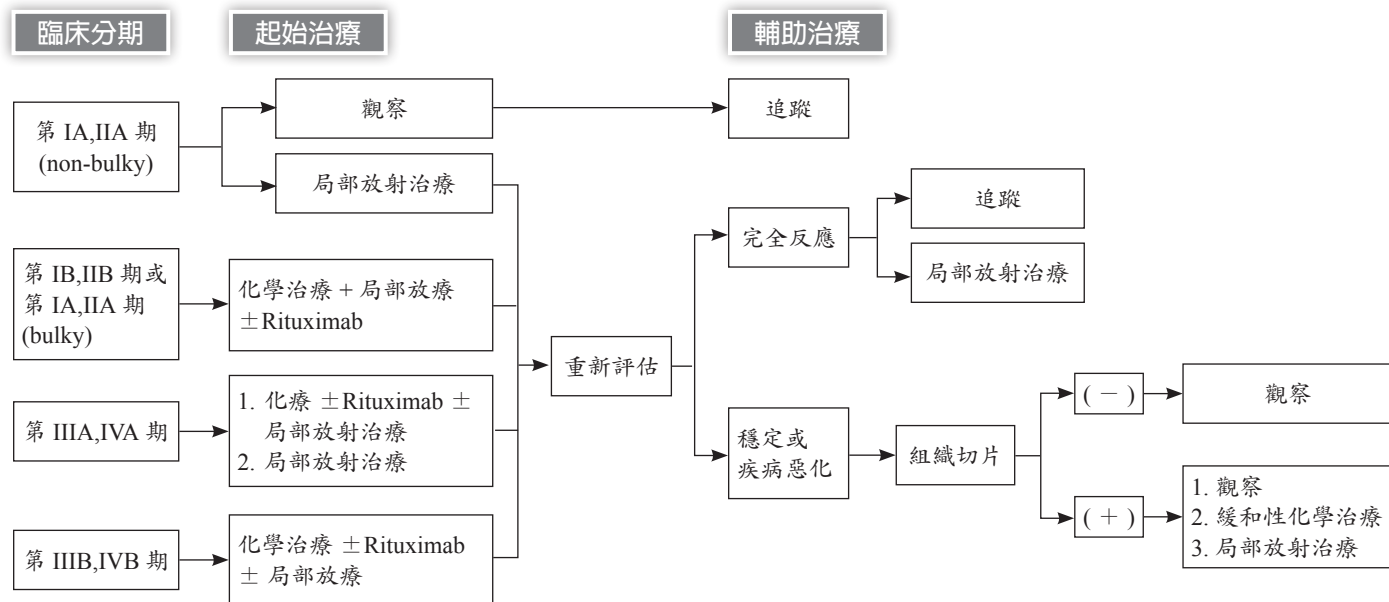 臨床分期
起始治療
輔助治療
第 IA,IIA 期
(non-bulky)
觀察
追蹤
局部放射治療
第 IB,IIB 期或
第 IA,IIA 期
(bulky)
化學治療 + 局部放療
±Rituximab
第 IIIA,IVA 期
1. 化療 ±Rituximab ±
局部放射治療
2. 局部放射治療
第 IIIB,IVB 期
化學治療 ±Rituximab
± 局部放療
重新評估
完全反應
追蹤
局部放射治療
穩定或
疾病惡化
組織切片
( － )
觀察
( ＋ )
1. 觀察
2. 緩和性化學治療
3. 局部放射治療